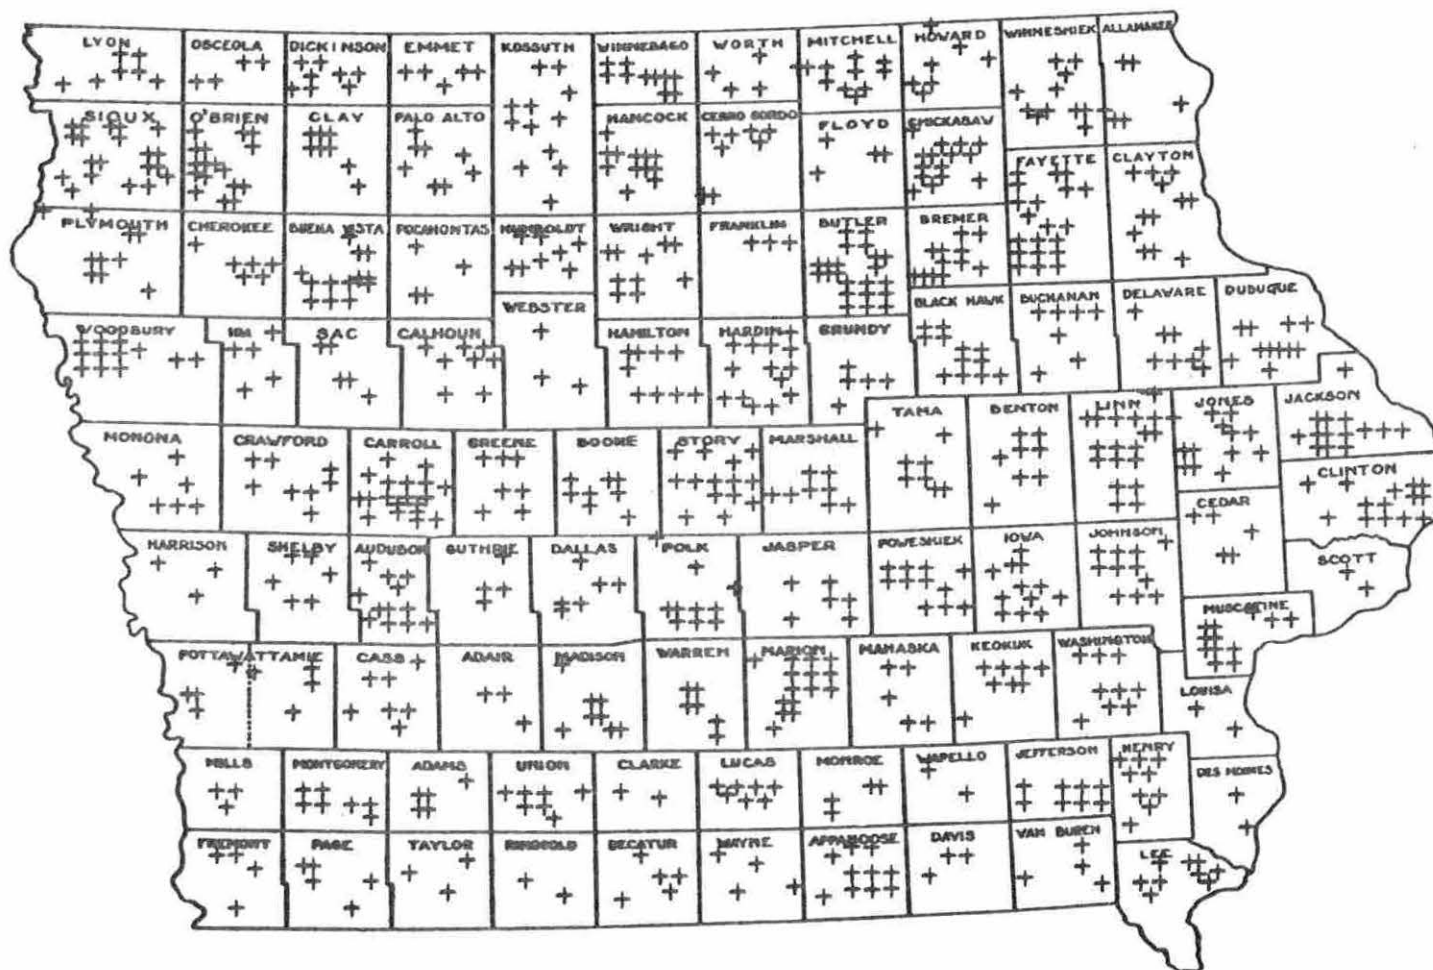 LYON
OSCEOLA
DICKINSON
EMMET
KOSSUTH
WINNEBAGO
WORTH
MITCHELL
HOWARD
WINNESHIEK
ALLAMAKEE
SIOUX
O'BRIEN
CLAY
PALO ALTO
HANCOCK
CERRO GORDO
FLOYD
CHICKASAW
FAYETTE
CLAYTON
PLYMOUTH
CHEROKEE
BUENA VISTA
POCAHONTAS
HUMBOLDT
WRIGHT
FRANKLIN
BUTLER
BREMER
WEBSTER
BLACK HAWK
BUCHANAN
DELAWARE
DUBUQUE
WOODBURY
IDA
SAC
CALHOUN
HAMILTON
HARDIN
GRUNDY
TAMA
BENTON
LINN
JONES
JACKSON
MONONA
CRAWFORD
CARROLL
GREENE
BOONE
STORY
MARSHALL
CLINTON
CEDAR
HARRISON
SHELBY
AUDUBON
GUTHRIE
DALLAS
POLK
JASPER
POWESHIEK
IOWA
JOHNSON
SCOTT
MUSCATINE
POTTAWATTAMIE
CASS
ADAIR
MADISON
WARREN
MARION
MAHASKA
KEOKUK
WASHINGTON
LOUISA
MILLS
MONTGOMERY
ADAMS
UNION
CLARKE
LUCAS
MONROE
WAPELLO
JEFFERSON
HENRY
DES MOINES
FREMONT
PAGE
TAYLOR
RINGGOLD
DECATUR
WAYNE
APPANOOSE
DAVIS
VAN BUREN
LEE